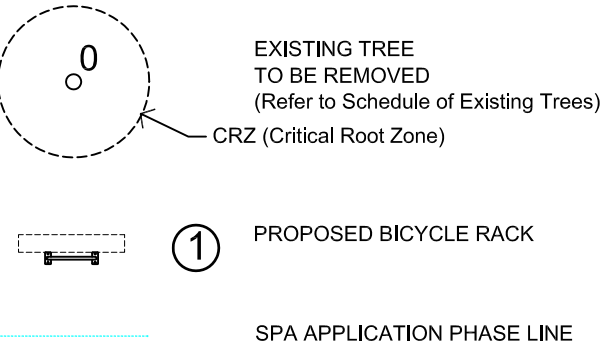 0
EXISTING TREE
TO BE REMOVED
(Refer to Schedule of Existing Trees)
CRZ (Critical Root Zone)
1
PROPOSED BICYCLE RACK
SPA APPLICATION PHASE LINE